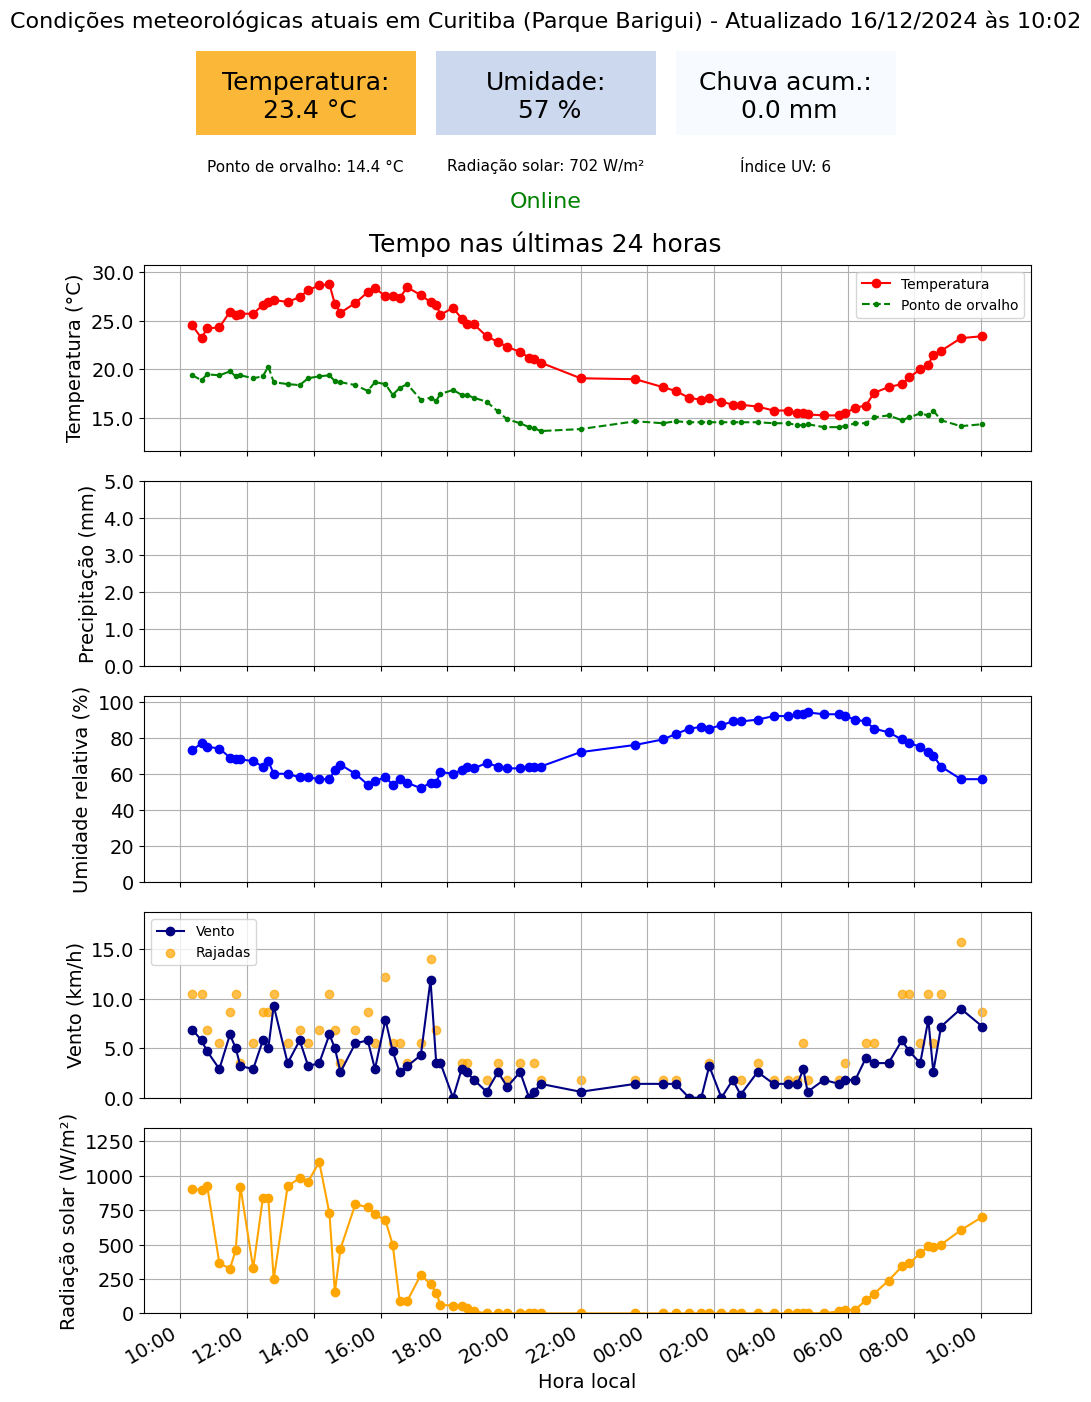 Condições meteorológicas atuais em Curitiba (Parque Barigui) - Atualizado 16/12/2024 às 10:02
Temperatura:
23.4 °C
Umidade:
57 %
Chuva acum.:
0.0 mm
Ponto de orvalho: 14.4 °C
Radiação solar: 702 W/m²
Índice UV: 6
Online
Tempo nas últimas 24 horas
Temperatura (°C)
30.0
25.0
20.0
15.0
Temperatura
Ponto de orvalho
Precipitação (mm)
5.0
4.0
3.0
2.0
1.0
0.0
Umidade relativa (%)
100
80
60
40
20
0
Vento (km/h)
15.0
10.0
5.0
0.0
Vento
Rajadas
Radiação solar (W/m²)
1250
1000
750
500
250
0
10:00
12:00
14:00
16:00
18:00
20:00
22:00
00:00
02:00
04:00
06:00
08:00
10:00
Hora local